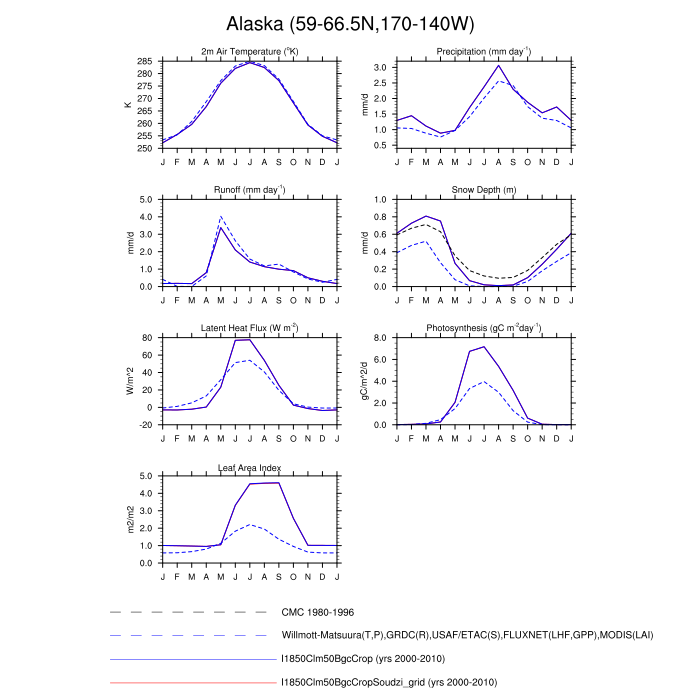 Alaska (59-66.5N,170-140W)
2m Air Temperature (°K)
285
280
275
270
265
260
255
250
K
J F M A M J J A S O N D J
Precipitation (mm day-1)
3.0
2.5
2.0
1.5
1.0
0.5
mm/d
J F M A M J J A S O N D J
Runoff (mm day-1)
5.0
4.0
3.0
2.0
1.0
0.0
mm/d
J F M A M J J A S O N D J
Snow Depth (m)
1.0
0.8
0.6
0.4
0.2
0.0
mm/d
J F M A M J J A S O N D J
Latent Heat Flux (W m-2)
80
60
40
20
0
-20
W/m^2
J F M A M J J A S O N D J
Photosynthesis (gC m-2day-1)
8.0
6.0
4.0
2.0
0.0
gC/m^2/d
J F M A M J J A S O N D J
Leaf Area Index
5.0
4.0
3.0
2.0
1.0
0.0
m2/m2
J F M A M J J A S O N D J
CMC 1980-1996
Willmott-Matsuura(T,P),GRDC(R),USAF/ETAC(S),FLUXNET(LHF,GPP),MODIS(LAI)
I1850Clm50BgcCrop (yrs 2000-2010)
I1850Clm50BgcCropSoudzi_grid (yrs 2000-2010)